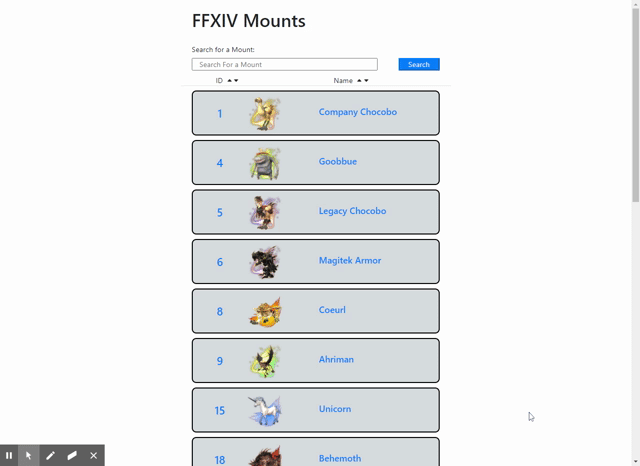 FFXIV Mounts
Search for a Mount:
Search For a Mount
Search
ID ▲▼ Name ▲▼
1 Company Chocobo
4 Goobbue
5 Legacy Chocobo
6 Magitek Armor
8 Coeurl
9 Ahriman
15 Unicorn
18 Behemoth